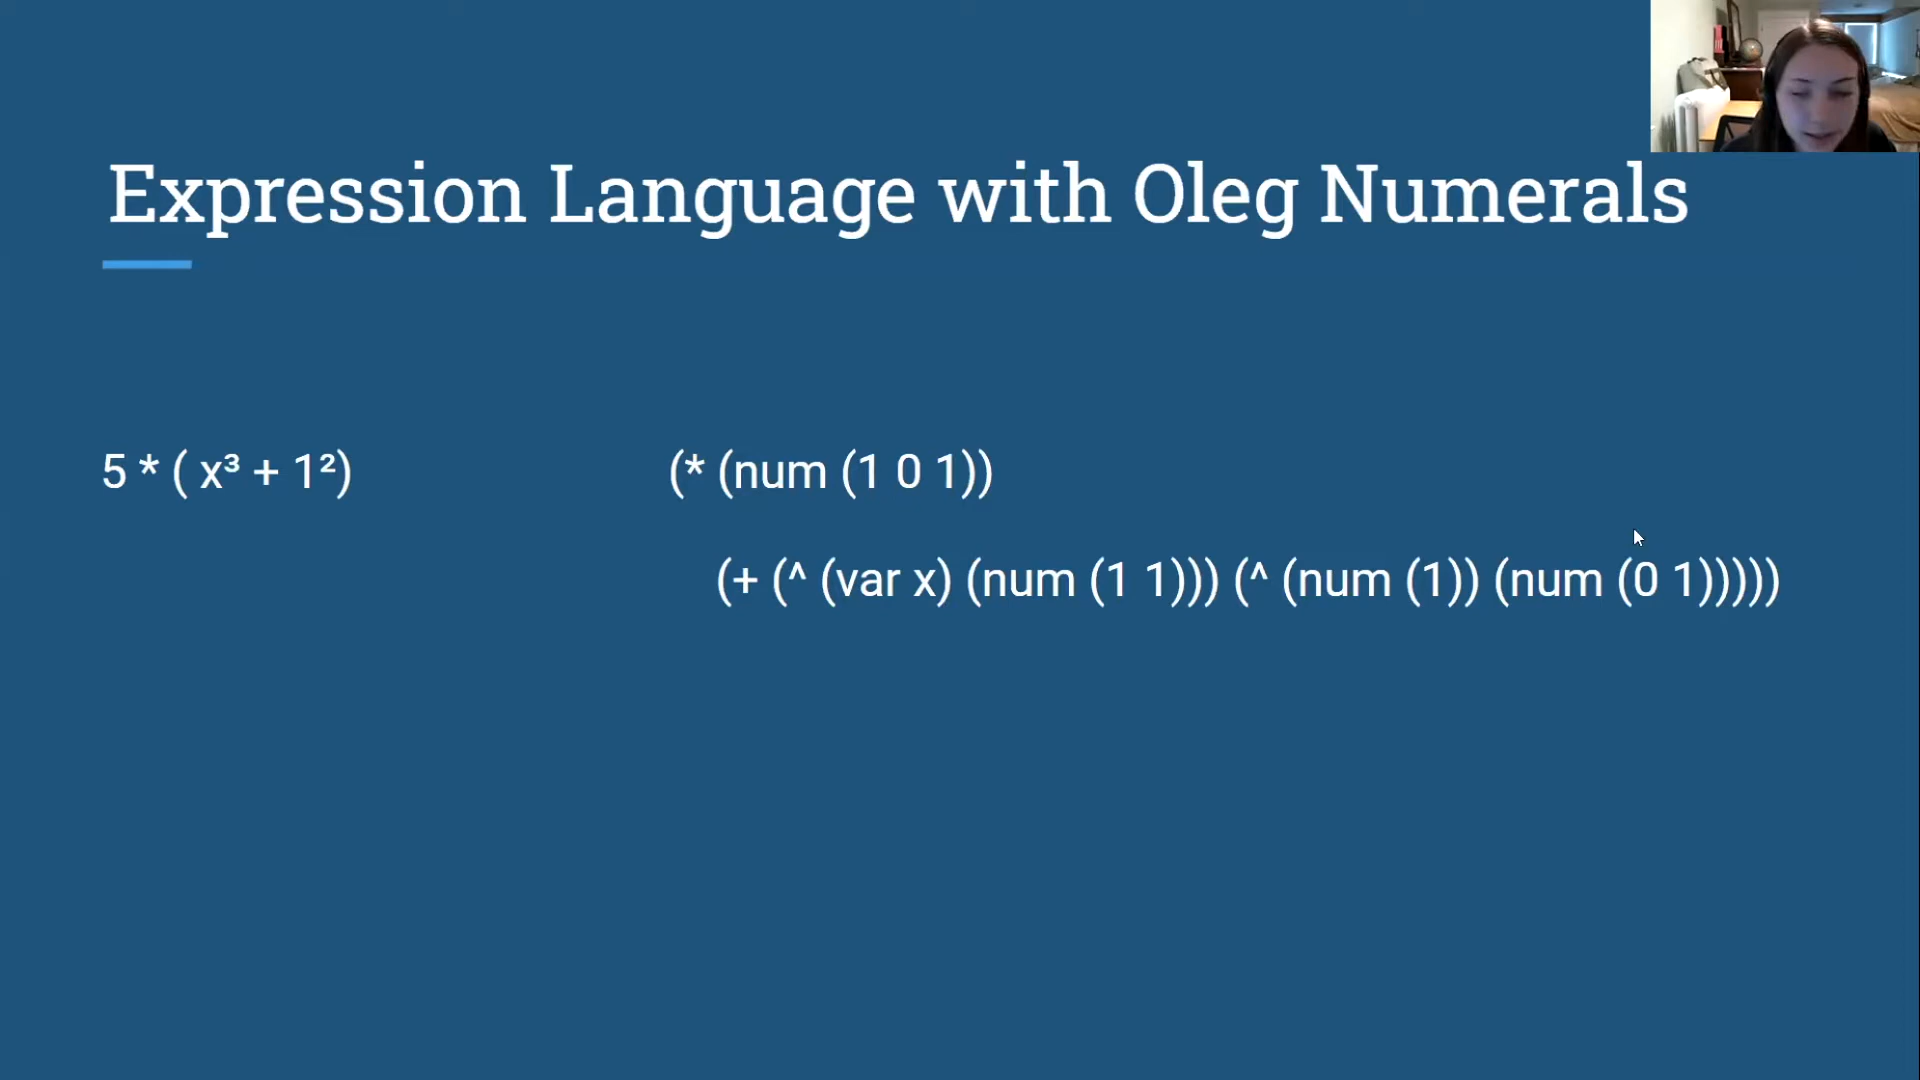 Expression Language with Oleg Numerals
5 * ( x³ + 1²)
(* (num (1 0 1))
(+ (^ (var x) (num (1 1))) (^ (num (1)) (num (0 1)))))